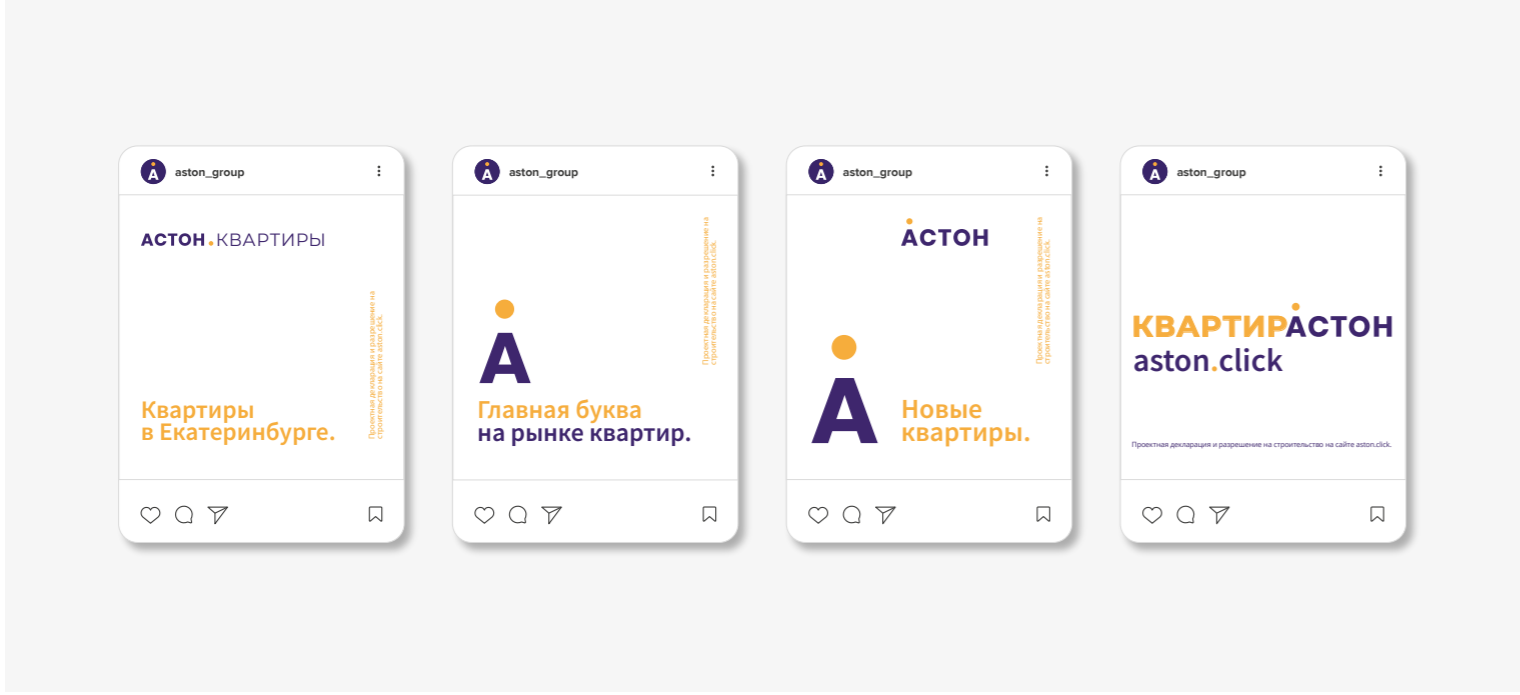 aston_group
АСТОН.КВАРТИРЫ
Проектная декларация и разрешение на
строительство на сайте aston.click.
Квартиры
в Екатеринбурге.
aston_group
Проектная декларация и разрешение на
строительство на сайте aston.click.
А
Главная буква
на рынке квартир.
aston_group
АСТОН
Проектная декларация и разрешение на
строительство на сайте aston.click.
А
Новые
квартиры.
aston_group
КВАРТИРАСТОН
aston.click
Проектная декларация и разрешение на строительство на сайте aston.click.